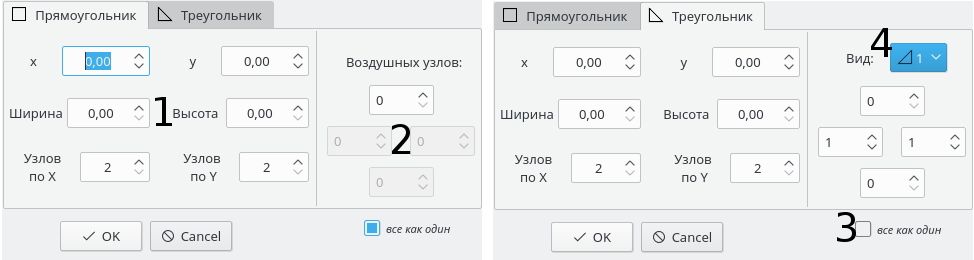 Прямоугольник Треугольник
x 0,00 y 0,00 Воздушных узлов:
0
Ширина 0,00 1 Высота 0,00
0 2 0
Узлов по X 2 Узлов по Y 2
0
OK Cancel все как один
Прямоугольник Треугольник
4
x 0,00 y 0,00 Вид: 1
0
Ширина 0,00 Высота 0,00
1 1
Узлов по X 2 Узлов по Y 2
0
OK Cancel 3 все как один